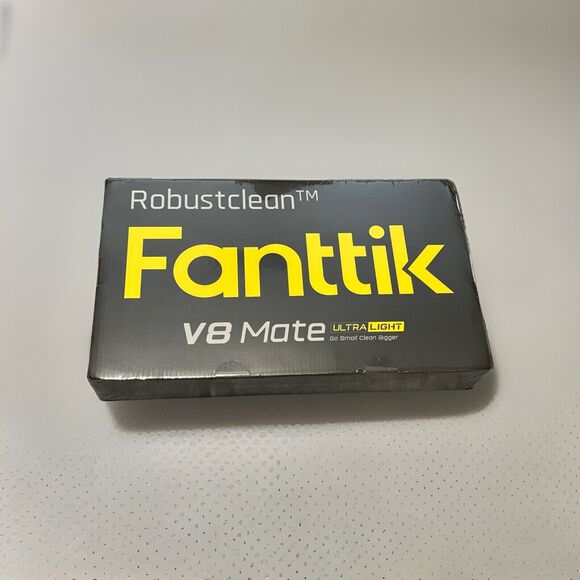 Robustclean™
Fanttik
V8 Mate ULTRA LIGHT
Go Small Clean Bigger